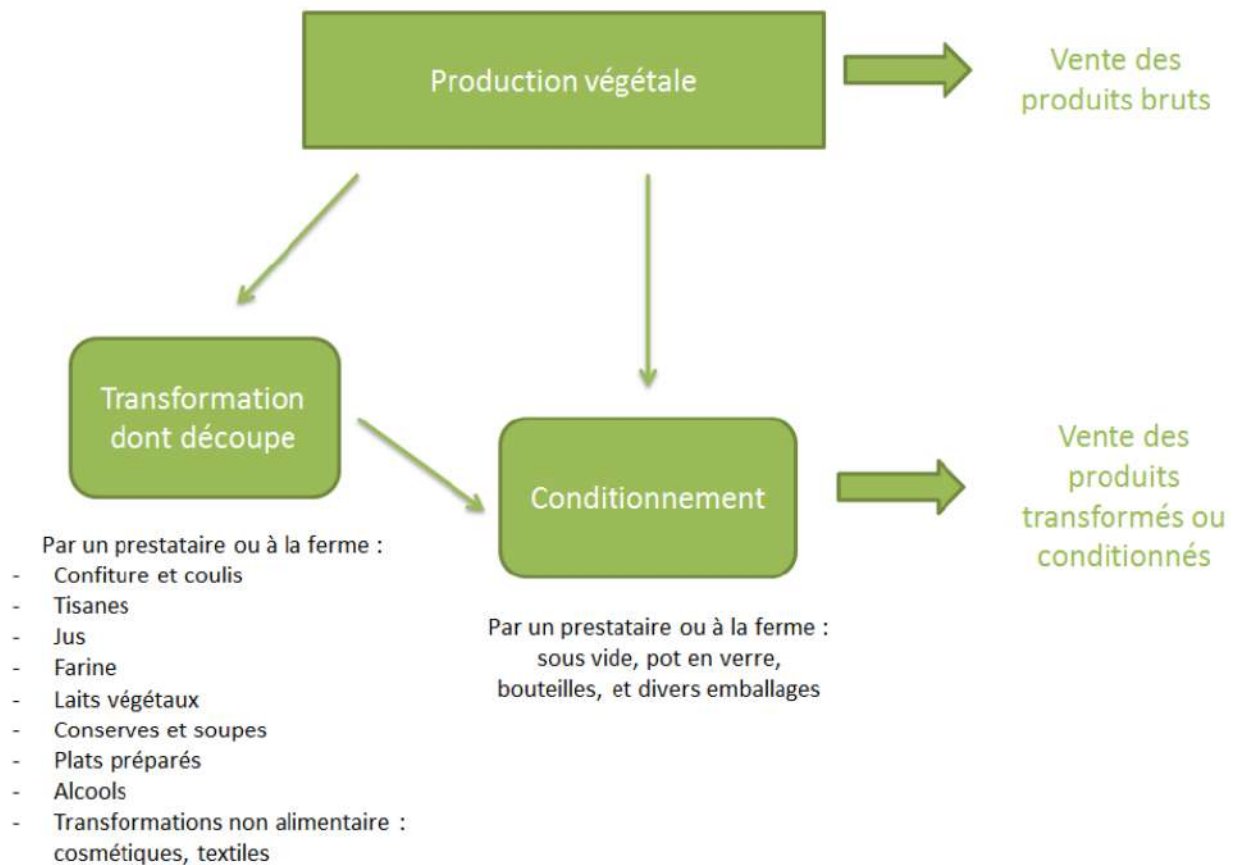 Production végétale
Vente des
produits bruts
Transformation
dont découpe
Conditionnement
Vente des
produits
transformés ou
conditionnés
Par un prestataire ou à la ferme :
- Confiture et coulis
- Tisanes
- Jus
- Farine
- Laits végétaux
- Conserves et soupes
- Plats préparés
- Alcools
- Transformations non alimentaire :
cosmétiques, textiles
Par un prestataire ou à la ferme :
sous vide, pot en verre,
bouteilles, et divers emballages